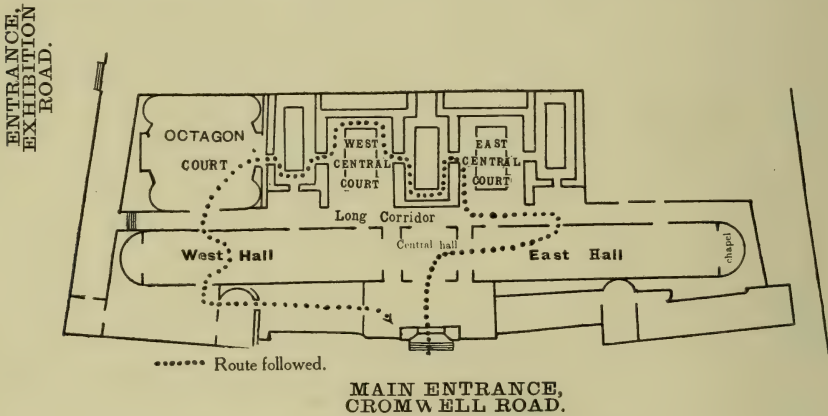 ENTRANCE,
EXHIBITION
ROAD.
OCTAGON
COURT
WEST
CENTRAL
COURT
EAST
CENTRAL
COURT
Long Corridor
West Hall
Central hall
East Hall
chapel
Route followed.
MAIN ENTRANCE,
CROMWELL ROAD.